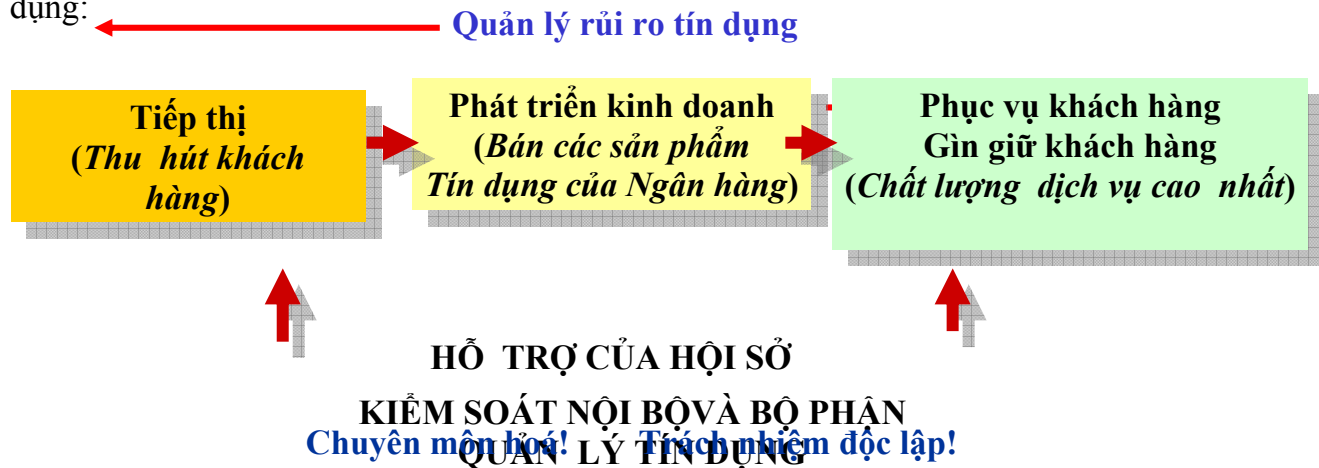 dụng:
Quản lý rủi ro tín dụng
Tiếp thị
(Thu hút khách
hàng)
Phát triển kinh doanh
(Bán các sản phẩm
Tín dụng của Ngân hàng)
Phục vụ khách hàng
Gìn giữ khách hàng
(Chất lượng dịch vụ cao nhất)
HỖ TRỢ CỦA HỘI SỞ
KIỂM SOÁT NỘI BỘVÀ BỘ PHẬN
QUẢN LÝ TÍN DỤNG
Chuyên môn hoá! Trách nhiệm độc lập!